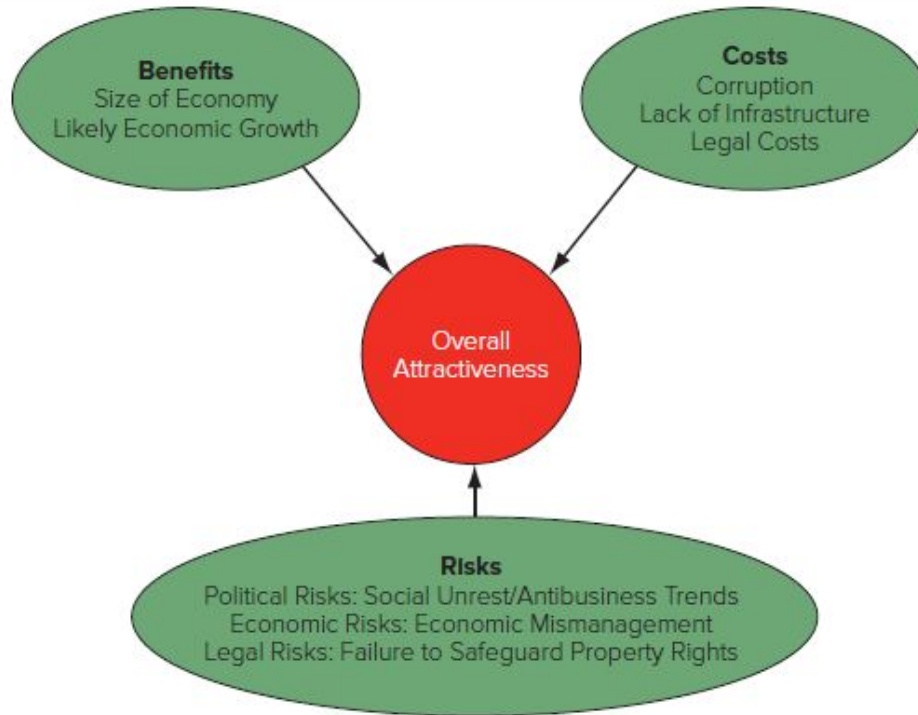 Benefits
Size of Economy
Likely Economic Growth
Costs
Corruption
Lack of Infrastructure
Legal Costs
Overall
Attractiveness
Risks
Political Risks: Social Unrest/Antibusiness Trends
Economic Risks: Economic Mismanagement
Legal Risks: Failure to Safeguard Property Rights